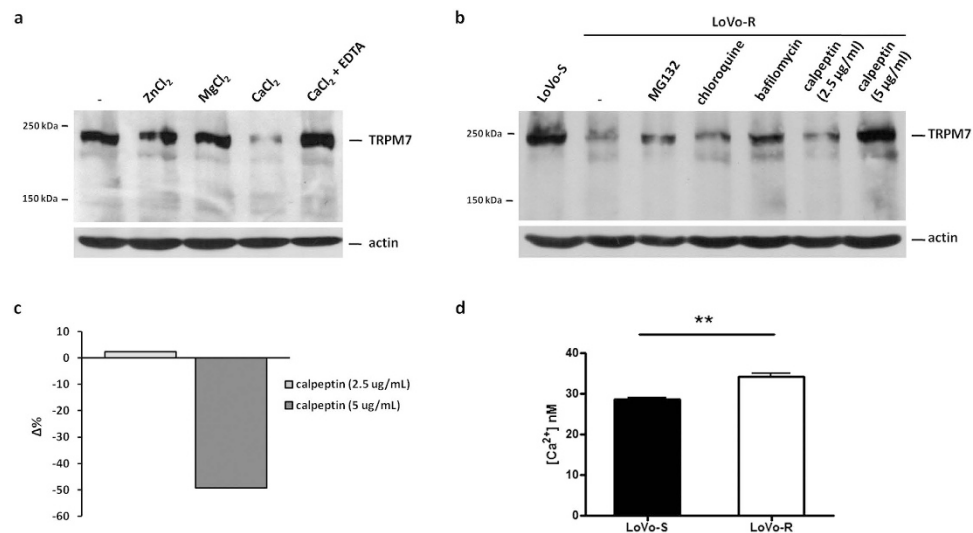 a
-
ZnCl₂
MgCl₂
CaCl₂
CaCl₂ + EDTA
250 kDa
TRPM7
150 kDa
actin
b
LoVo-R
LoVo-S
-
MG132
chloroquine
bafilomycin
calpeptin
(2.5 µg/ml)
calpeptin
(5 µg/ml)
250 kDa
TRPM7
150 kDa
actin
c
10
0
-10
-20
-30
-40
-50
-60
Δ%
calpeptin (2.5 ug/mL)
calpeptin (5 ug/mL)
d
**
40
30
20
10
0
[Ca²⁺] nM
LoVo-S
LoVo-R